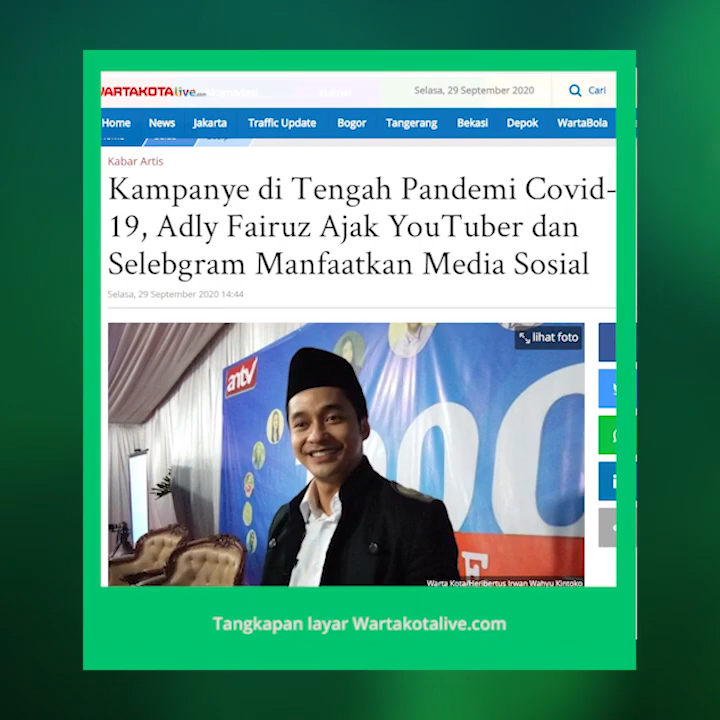 WARTAKOTAlive.com
Selasa, 29 September 2020
Cari
Home News Jakarta Traffic Update Bogor Tangerang Bekasi Depok WartaBola
Kabar Artis
Kampanye di Tengah Pandemi Covid-
19, Adly Fairuz Ajak YouTuber dan
Selebgram Manfaatkan Media Sosial
Selasa, 29 September 2020 14:44
lihat foto
antv
Warta Kota/Heribertus Irwan Wahyu Kintoko
Tangkapan layar Wartakotalive.com